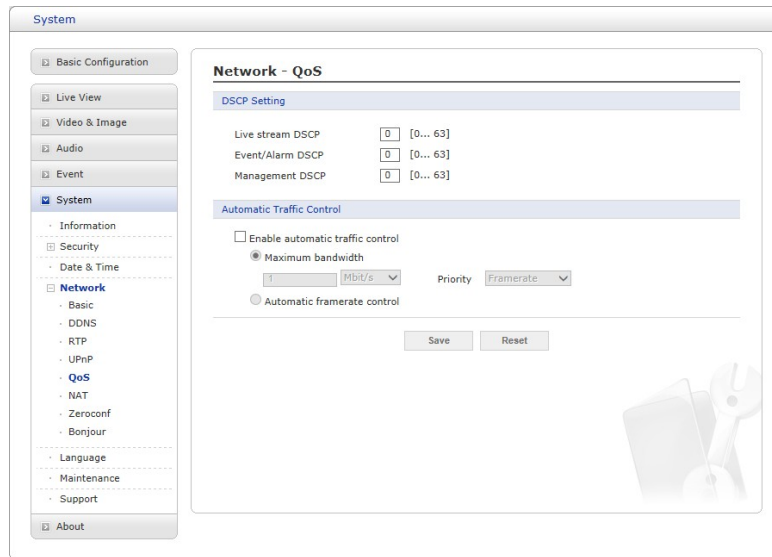 System
Basic Configuration
Live View
Video & Image
Audio
Event
System
Information
Security
Date & Time
Network
Basic
DDNS
RTP
UPnP
QoS
NAT
Zeroconf
Bonjour
Language
Maintenance
Support
About
Network - QoS
DSCP Setting
Live stream DSCP 0 [0... 63]
Event/Alarm DSCP 0 [0... 63]
Management DSCP 0 [0... 63]
Automatic Traffic Control
Enable automatic traffic control
Maximum bandwidth
1 Mbit/s Priority Framerate
Automatic framerate control
Save Reset